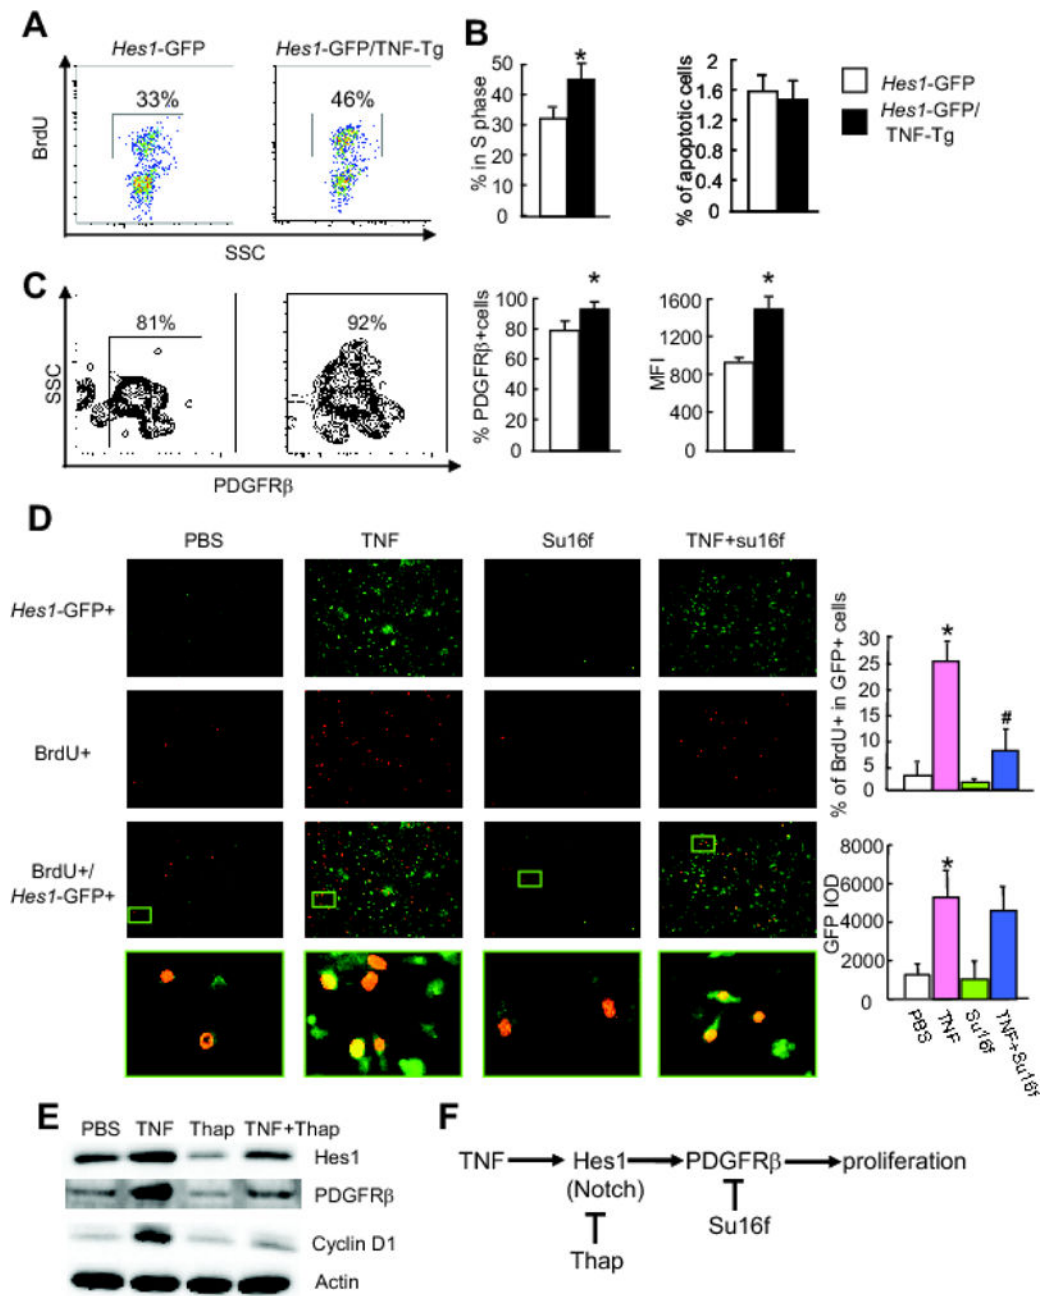 A
Hes1-GFP
Hes1-GFP/TNF-Tg
BrdU
33%
46%
SSC
B
% in S phase
50
40
30
20
10
0
*
% of apoptotic cells
2
1.6
1.2
0.8
0.4
0
Hes1-GFP
Hes1-GFP/
TNF-Tg
C
SSC
81%
92%
PDGFRβ
% PDGFRβ+cells
100
80
60
40
20
0
*
MFI
1600
1200
800
400
0
*
D
PBS
TNF
Su16f
TNF+su16f
Hes1-GFP+
BrdU+
BrdU+/
Hes1-GFP+
% of BrdU+ in GFP+ cells
30
25
20
15
10
5
0
*
#
GFP IOD
8000
6000
4000
2000
0
*
PBS
TNF
Su16f
TNF+Su16f
E
PBS TNF Thap TNF+Thap
Hes1
PDGFRβ
Cyclin D1
Actin
F
TNF Hes1 PDGFRβ proliferation
(Notch)
Su16f
Thap